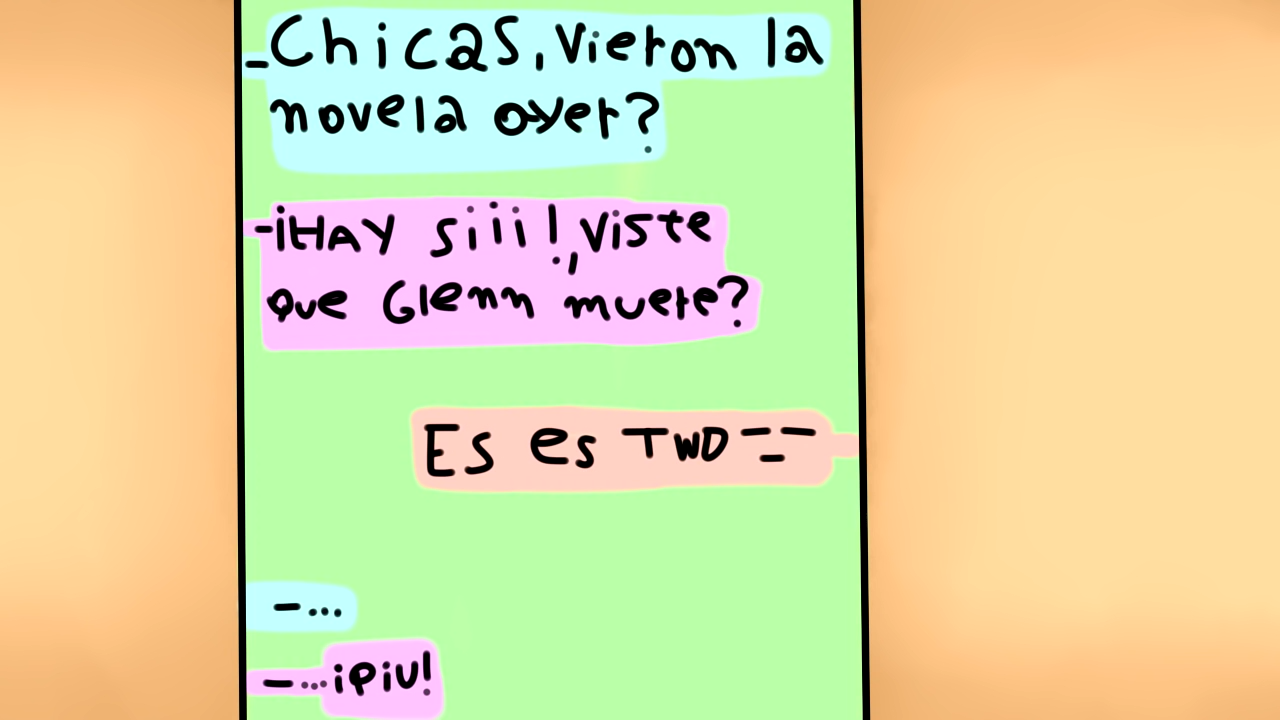 -Chicas, vieron la
novela ayer?
-¡HAY siii!, viste
que Glenn muere?
Es es TWD -_-
-...
-...¡PiU!